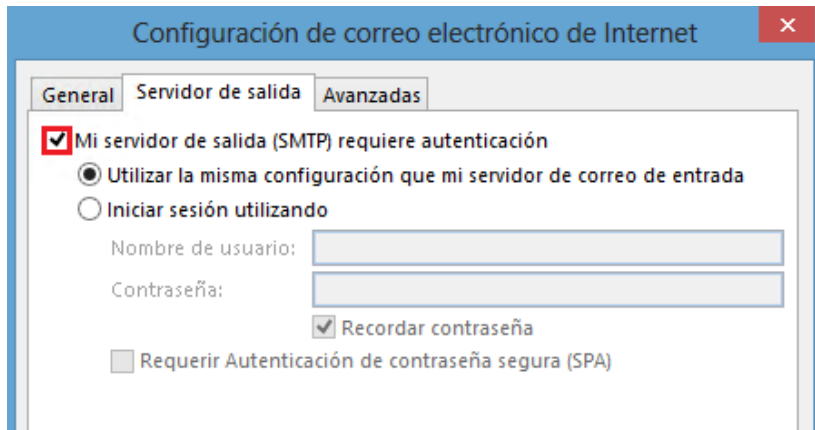 Configuración de correo electrónico de Internet
General Servidor de salida Avanzadas
Mi servidor de salida (SMTP) requiere autenticación
Utilizar la misma configuración que mi servidor de correo de entrada
Iniciar sesión utilizando
Nombre de usuario:
Contraseña:
Recordar contraseña
Requerir Autenticación de contraseña segura (SPA)